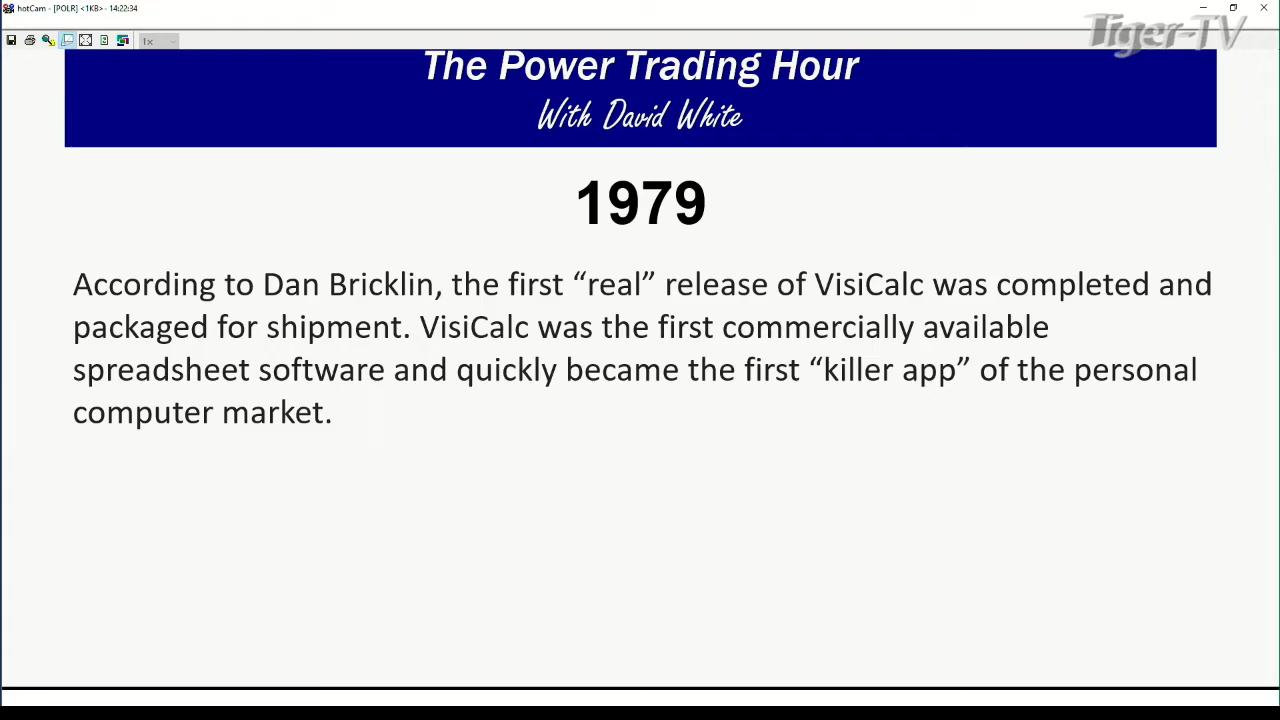 hotCam - [POLR] <1KB> - 14:22:34
Tiger-TV
1x
The Power Trading Hour
With David White
1979
According to Dan Bricklin, the first “real” release of VisiCalc was completed and
packaged for shipment. VisiCalc was the first commercially available
spreadsheet software and quickly became the first “killer app” of the personal
computer market.